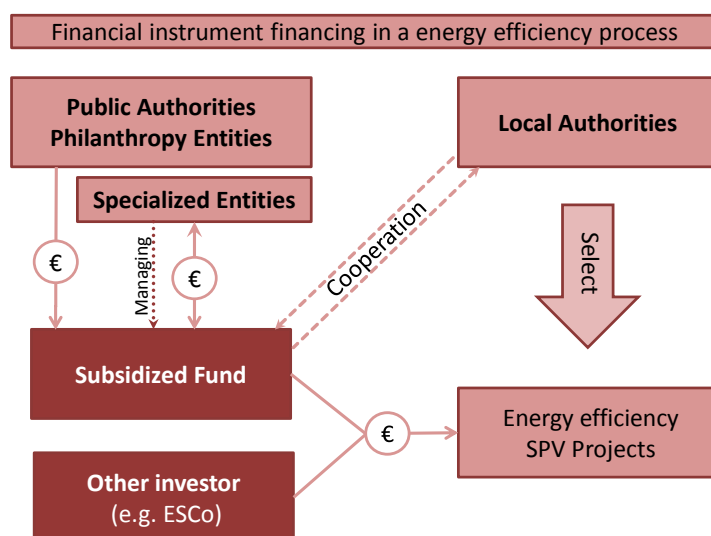 Financial instrument financing in a energy efficiency process
Public Authorities
Philanthropy Entities
Local Authorities
Specialized Entities
€
Managing
€
Cooperation
Select
Subsidized Fund
€
Energy efficiency
SPV Projects
Other investor
(e.g. ESCo)